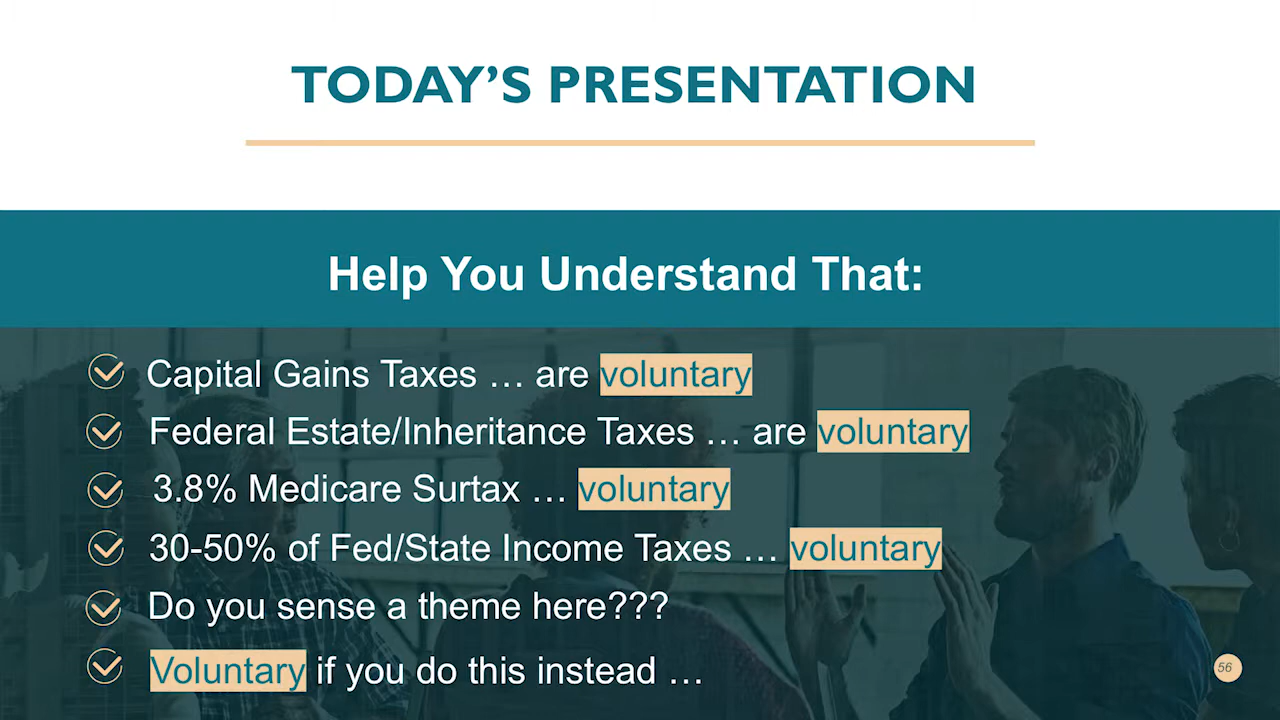 TODAY’S PRESENTATION
Help You Understand That:
Capital Gains Taxes … are voluntary
Federal Estate/Inheritance Taxes … are voluntary
3.8% Medicare Surtax … voluntary
30-50% of Fed/State Income Taxes … voluntary
Do you sense a theme here???
Voluntary if you do this instead …
56